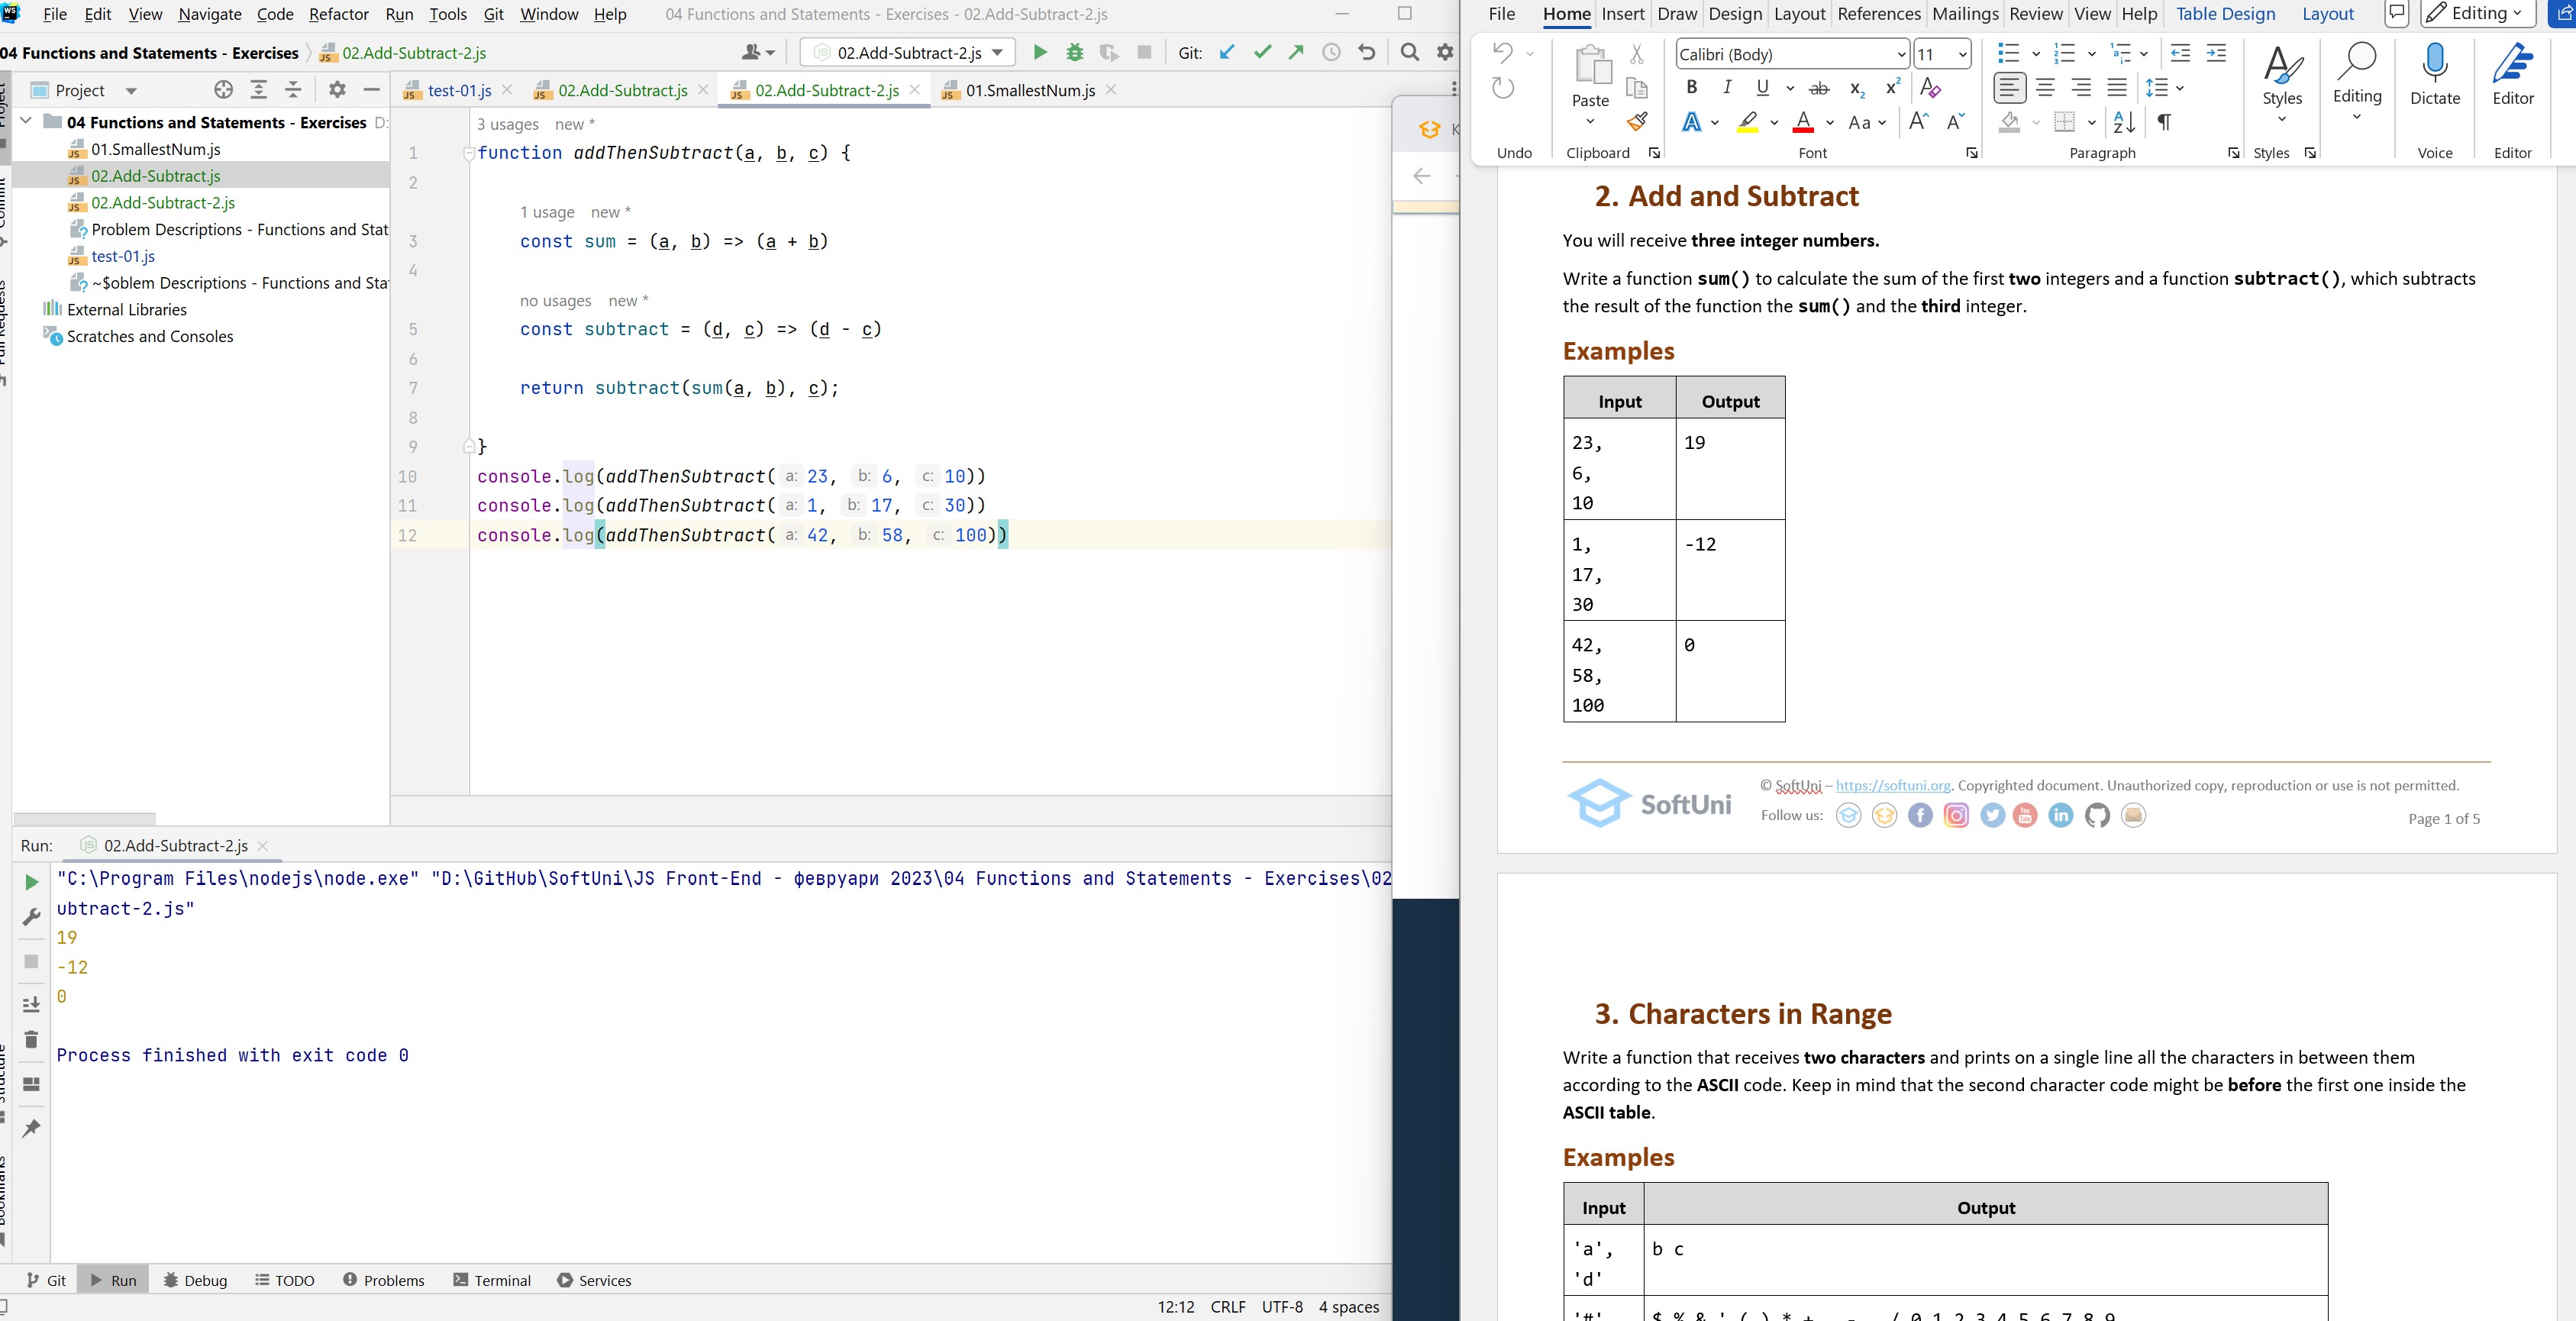 File Edit View Navigate Code Refactor Run Tools Git Window Help 04 Functions and Statements - Exercises - 02.Add-Subtract-2.js
04 Functions and Statements - Exercises 02.Add-Subtract-2.js
02.Add-Subtract-2.js
Git:
Project
test-01.js
02.Add-Subtract.js
02.Add-Subtract-2.js
01.SmallestNum.js
04 Functions and Statements - Exercises D:
01.SmallestNum.js
02.Add-Subtract.js
02.Add-Subtract-2.js
Problem Descriptions - Functions and Stat
test-01.js
~$oblem Descriptions - Functions and Sta
External Libraries
Scratches and Consoles
3 usages new *
1 function addThenSubtract(a, b, c) {
2
1 usage new *
3 const sum = (a, b) => (a + b)
4
no usages new *
5 const subtract = (d, c) => (d - c)
6
7 return subtract(sum(a, b), c);
8
9 }
10 console.log(addThenSubtract( a: 23, b: 6, c: 10))
11 console.log(addThenSubtract( a: 1, b: 17, c: 30))
12 console.log(addThenSubtract( a: 42, b: 58, c: 100))
Run: 02.Add-Subtract-2.js
"C:\Program Files\nodejs\node.exe" "D:\GitHub\SoftUni\JS Front-End - февруари 2023\04 Functions and Statements - Exercises\02
ubtract-2.js"
19
-12
0
Process finished with exit code 0
Git Run Debug TODO Problems Terminal Services
12:12 CRLF UTF-8 4 spaces
File Home Insert Draw Design Layout References Mailings Review View Help Table Design Layout Editing
Calibri (Body) 11
Paste
Styles
Editing
Dictate
Editor
Undo Clipboard Font Paragraph Styles Voice Editor
2. Add and Subtract
You will receive three integer numbers.
Write a function sum() to calculate the sum of the first two integers and a function subtract(), which subtracts
the result of the function the sum() and the third integer.
Examples
Input Output
23, 19
6,
10
1, -12
17,
30
42, 0
58,
100
SoftUni
© SoftUni – https://softuni.org. Copyrighted document. Unauthorized copy, reproduction or use is not permitted.
Follow us:
Page 1 of 5
3. Characters in Range
Write a function that receives two characters and prints on a single line all the characters in between them
according to the ASCII code. Keep in mind that the second character code might be before the first one inside the
ASCII table.
Examples
Input Output
'a', b c
'd'